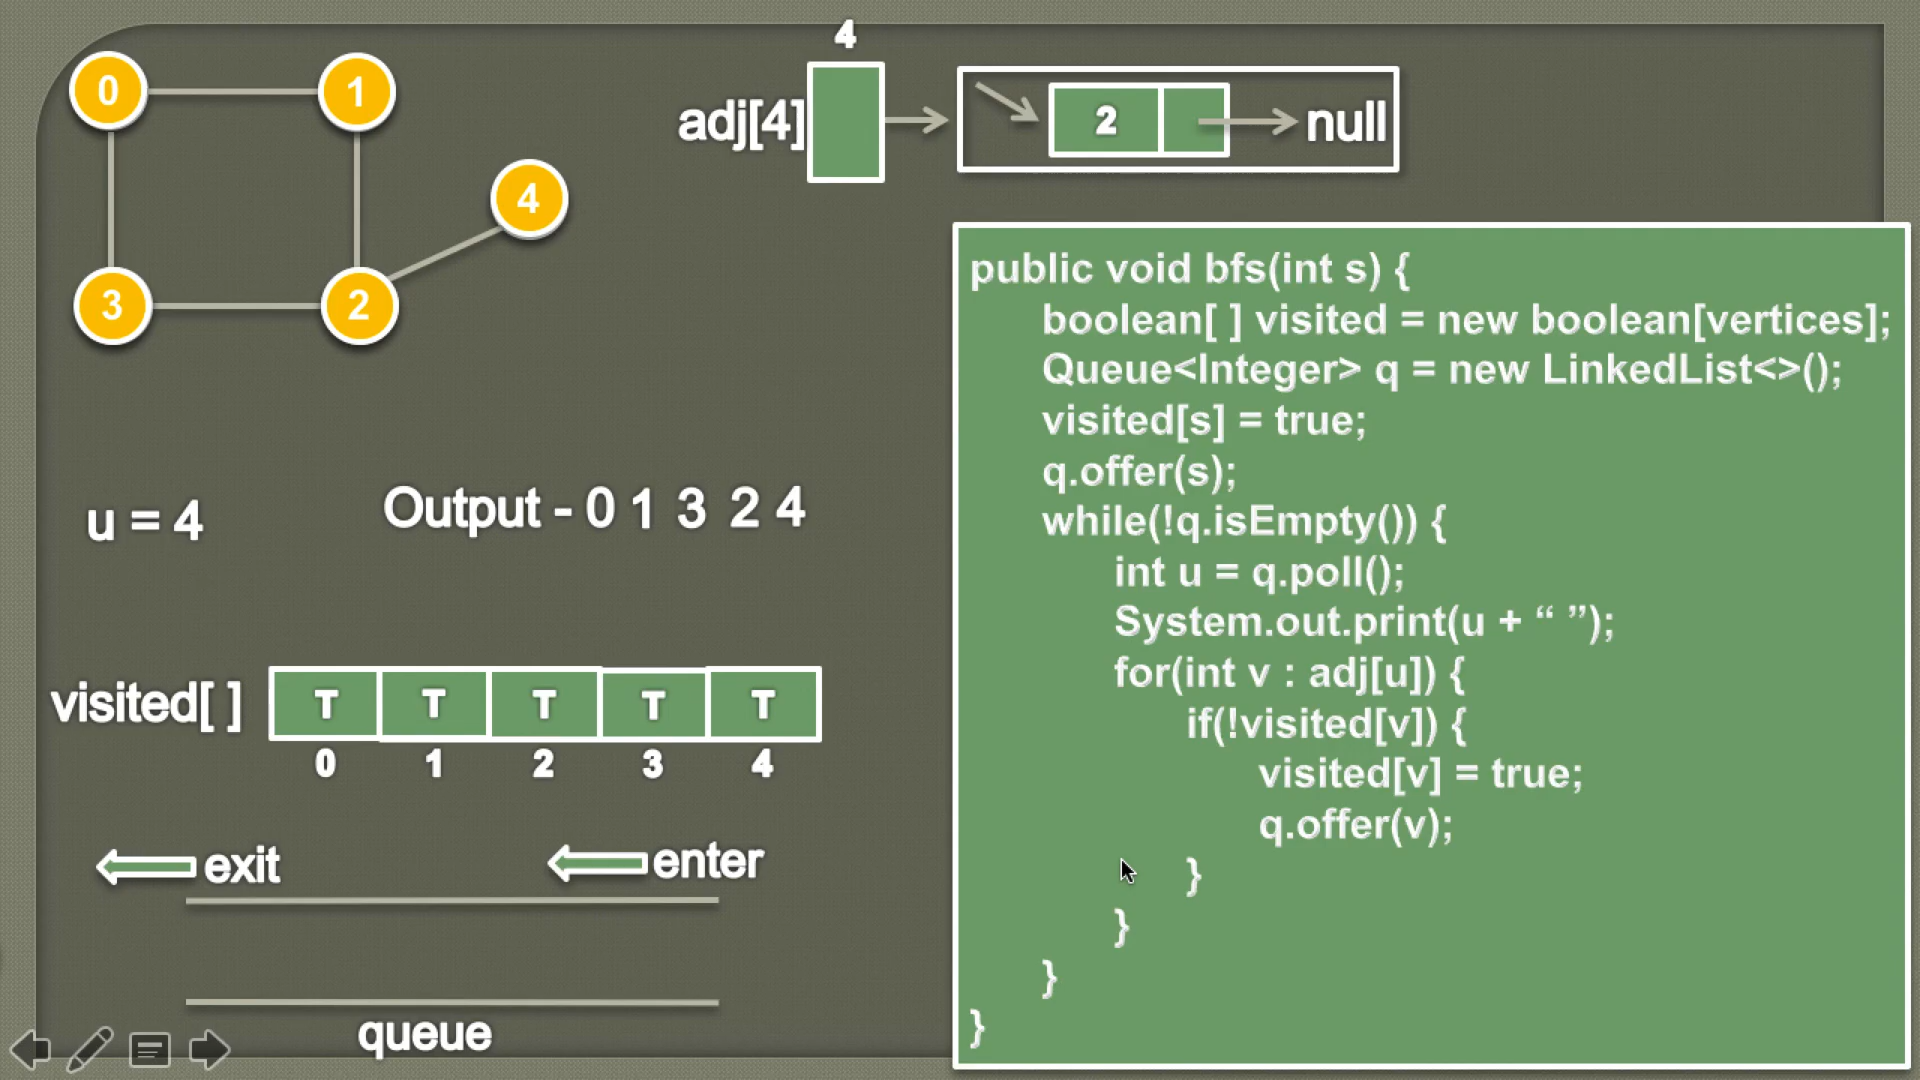 4
0 1
adj[4] 2 null
4
3 2
public void bfs(int s) {
boolean[ ] visited = new boolean[vertices];
Queue<Integer> q = new LinkedList<>();
visited[s] = true;
q.offer(s);
while(!q.isEmpty()) {
int u = q.poll();
System.out.print(u + “ ”);
for(int v : adj[u]) {
if(!visited[v]) {
visited[v] = true;
q.offer(v);
}
}
}
}
u = 4
Output - 0 1 3 2 4
visited[ ] T T T T T
0 1 2 3 4
exit enter
queue